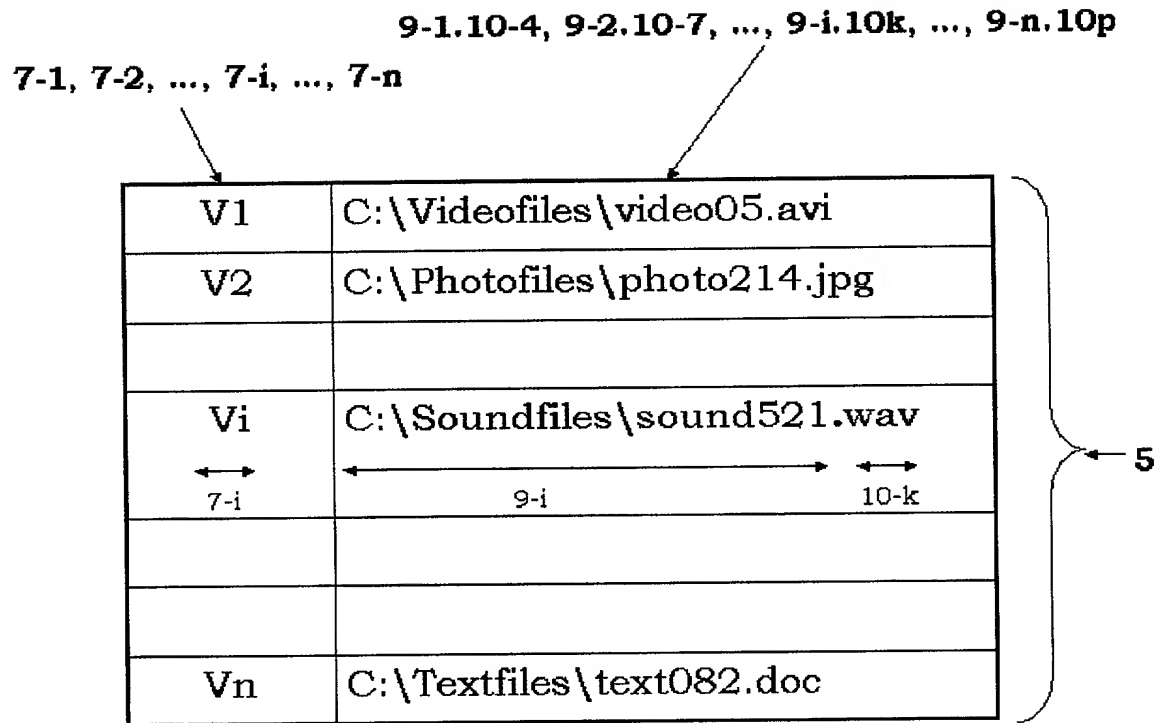 9-1.10-4, 9-2.10-7, ..., 9-i.10k, ..., 9-n.10p
7-1, 7-2, ..., 7-i, ..., 7-n
V1 C:\Videofiles\video05.avi
V2 C:\Photofiles\photo214.jpg
Vi C:\Soundfiles\sound521.wav
5
7-i 9-i 10-k
Vn C:\Textfiles\text082.doc